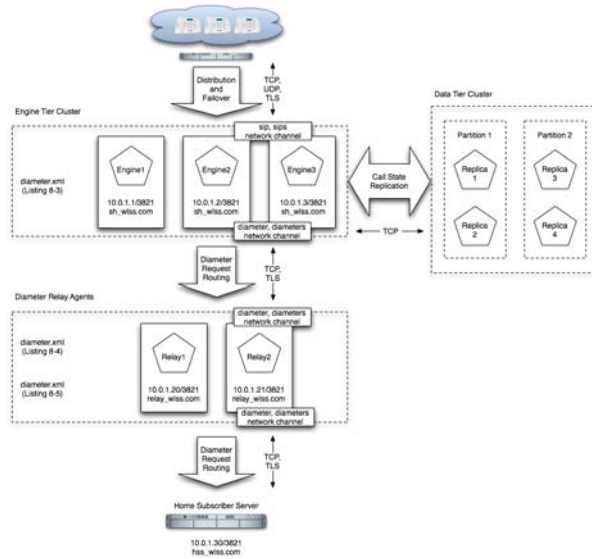 Distribution
and
Failover
TCP,
UDP,
TLS
Engine Tier Cluster
sip, sips
network channel
diameter.xml
(Listing 8-3)
Engine1
10.0.1.1/3821
sh_wlss.com
Engine2
10.0.1.2/3821
sh_wlss.com
Engine3
10.0.1.3/3821
sh_wlss.com
diameter, diameters
network channel
Call State
Replication
TCP
Data Tier Cluster
Partition 1
Replica
1
Replica
2
Partition 2
Replica
3
Replica
4
Diameter
Request
Routing
TCP,
TLS
Diameter Relay Agents
diameter, diameters
network channel
diameter.xml
(Listing 8-4)
diameter.xml
(Listing 8-5)
Relay1
10.0.1.20/3821
relay_wlss.com
Relay2
10.0.1.21/3821
relay_wlss.com
diameter, diameters
network channel
Diameter
Request
Routing
TCP,
TLS
Home Subscriber Server
10.0.1.30/3821
hss_wlss.com